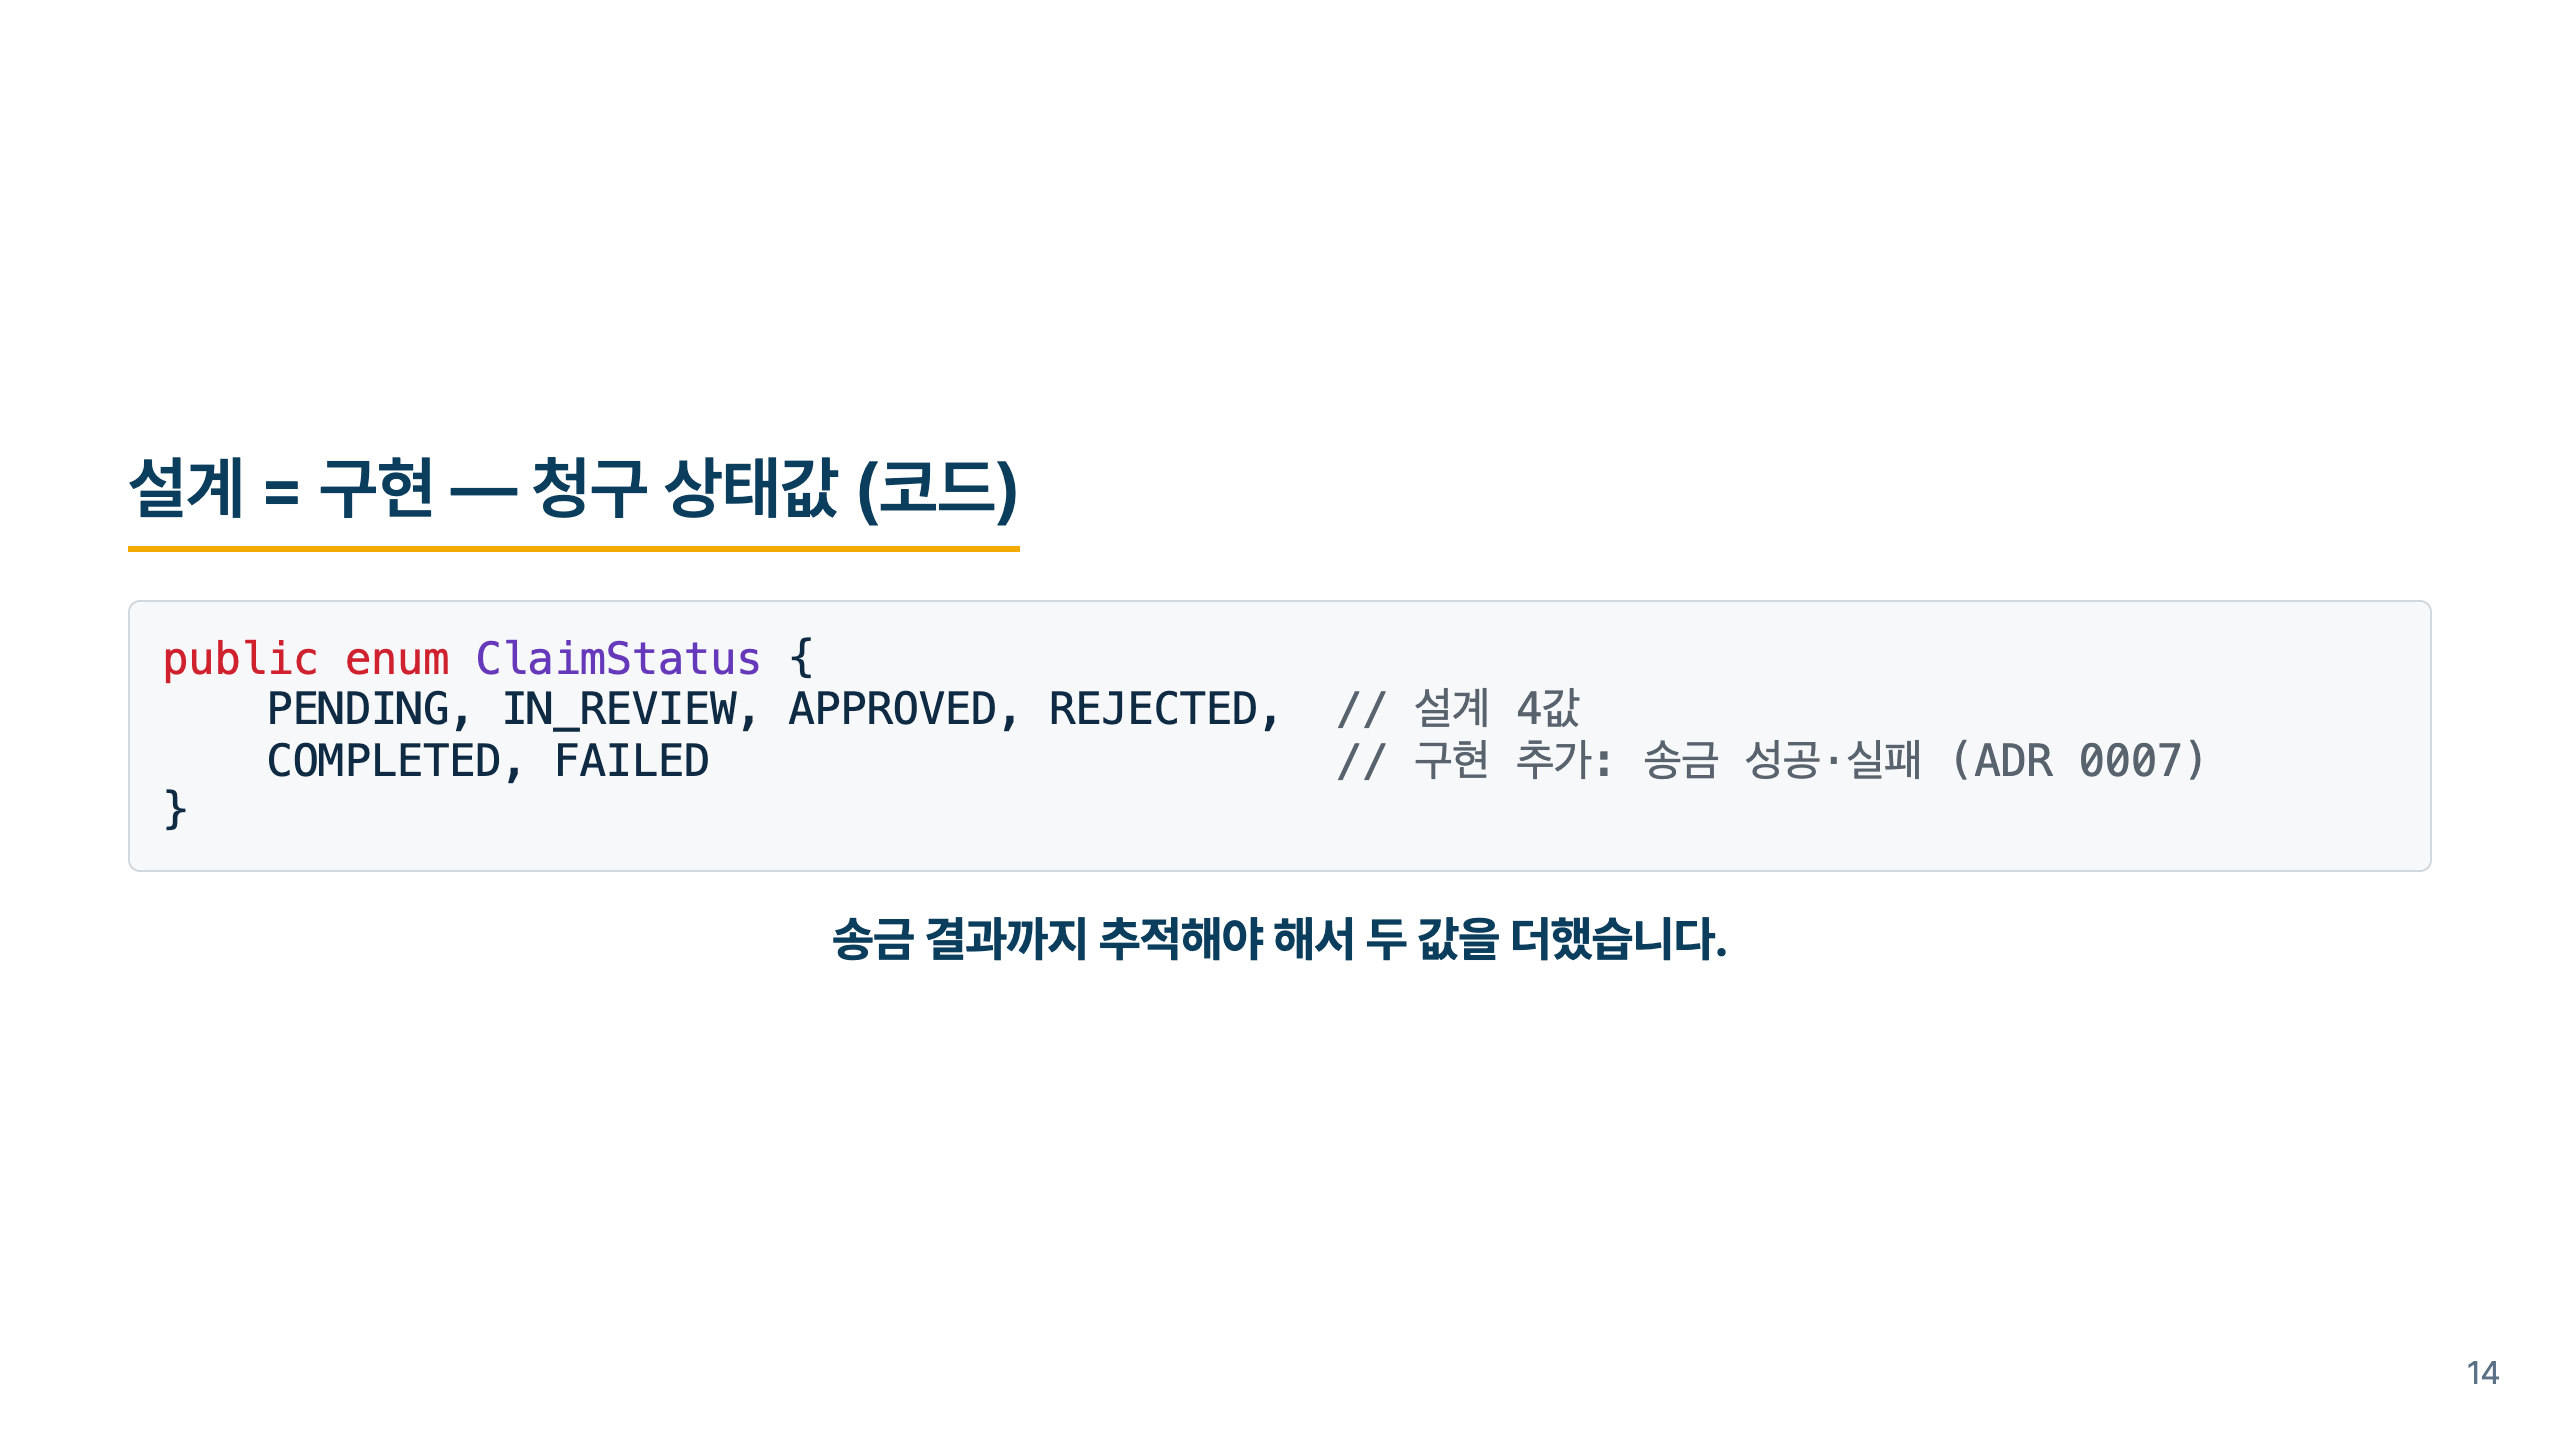 설계 = 구현 — 청구 상태값 (코드)
public enum ClaimStatus {
    PENDING, IN_REVIEW, APPROVED, REJECTED,  // 설계 4값
    COMPLETED, FAILED                        // 구현 추가: 송금 성공·실패 (ADR 0007)
}
송금 결과까지 추적해야 해서 두 값을 더했습니다.
14